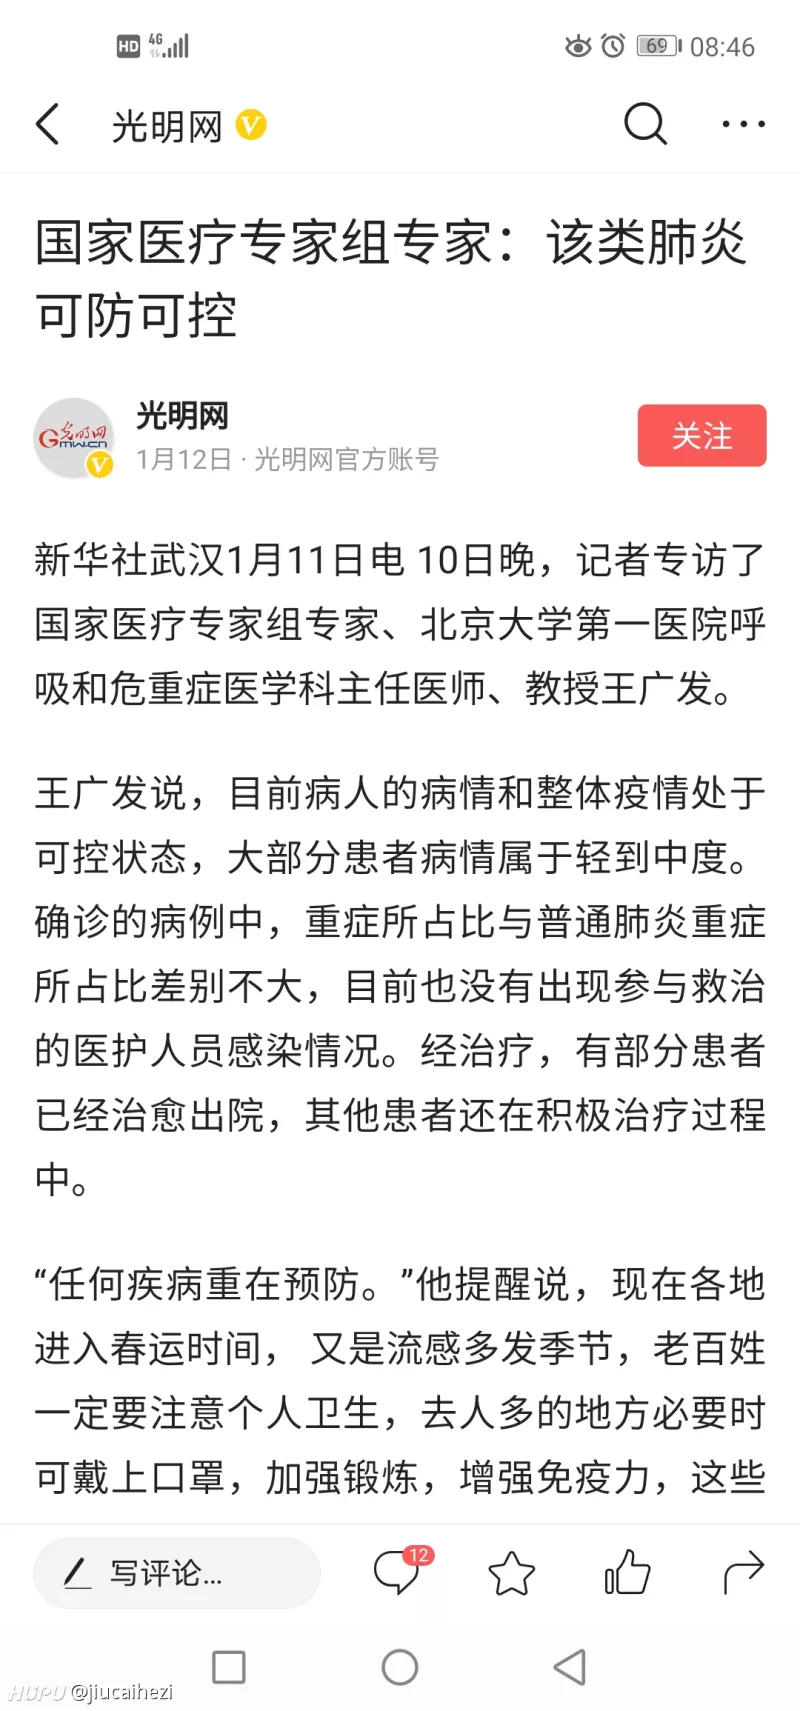 HD 4G 69 08:46
光明网 V
国家医疗专家组专家：该类肺炎
可防可控
光明网
GMW.CN
光明网
1月12日 · 光明网官方账号
关注
新华社武汉1月11日电 10日晚，记者专访了
国家医疗专家组专家、北京大学第一医院呼
吸和危重症医学科主任医师、教授王广发。
王广发说，目前病人的病情和整体疫情处于
可控状态，大部分患者病情属于轻到中度。
确诊的病例中，重症所占比与普通肺炎重症
所占比差别不大，目前也没有出现参与救治
的医护人员感染情况。经治疗，有部分患者
已经治愈出院，其他患者还在积极治疗过程
中。
“任何疾病重在预防。”他提醒说，现在各地
进入春运时间， 又是流感多发季节，老百姓
一定要注意个人卫生，去人多的地方必要时
可戴上口罩，加强锻炼，增强免疫力，这些
写评论...
12
HUPU @jiucaihezi